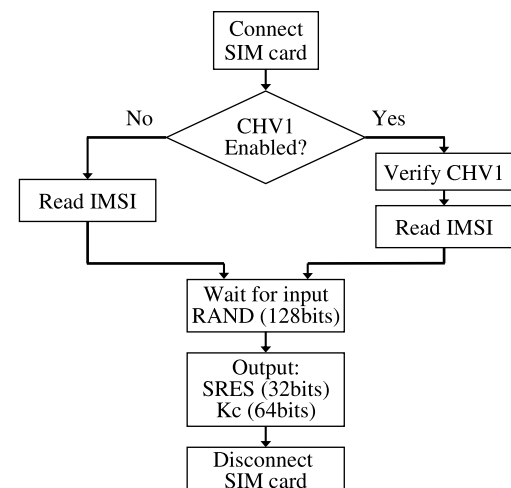 Connect
SIM card
No
Yes
CHV1
Enabled?
Verify CHV1
Read IMSI
Read IMSI
Wait for input
RAND (128bits)
Output:
SRES (32bits)
Kc (64bits)
Disconnect
SIM card